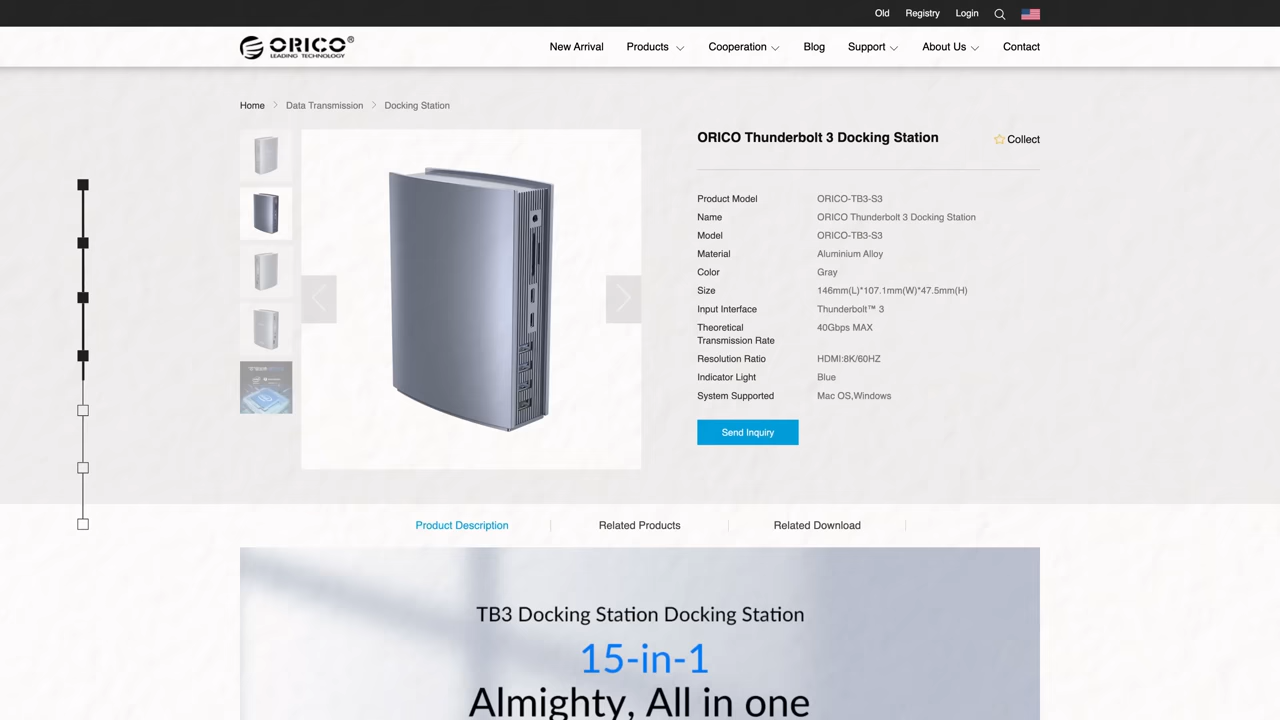 Old Registry Login
ORICO®
LEADING TECHNOLOGY
New Arrival Products Cooperation Blog Support About Us Contact
Home Data Transmission Docking Station
ORICO Thunderbolt 3 Docking Station
Collect
Product Model ORICO-TB3-S3
Name ORICO Thunderbolt 3 Docking Station
Model ORICO-TB3-S3
Material Aluminium Alloy
Color Gray
Size 146mm(L)*107.1mm(W)*47.5mm(H)
Input Interface Thunderbolt™ 3
Theoretical 40Gbps MAX
Transmission Rate
Resolution Ratio HDMI:8K/60HZ
Indicator Light Blue
System Supported Mac OS,Windows
Send Inquiry
Product Description Related Products Related Download
TB3 Docking Station Docking Station
15-in-1
Almighty, All in one